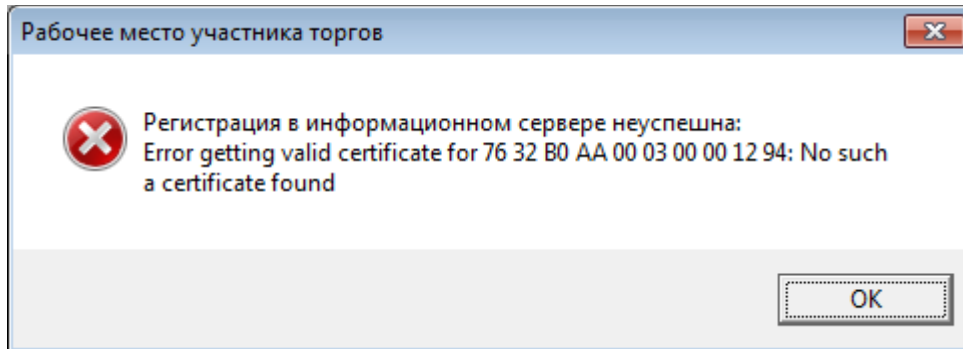 Рабочее место участника торгов
Регистрация в информационном сервере неуспешна:
Error getting valid certificate for 76 32 B0 AA 00 03 00 00 12 94: No such
a certificate found
OK